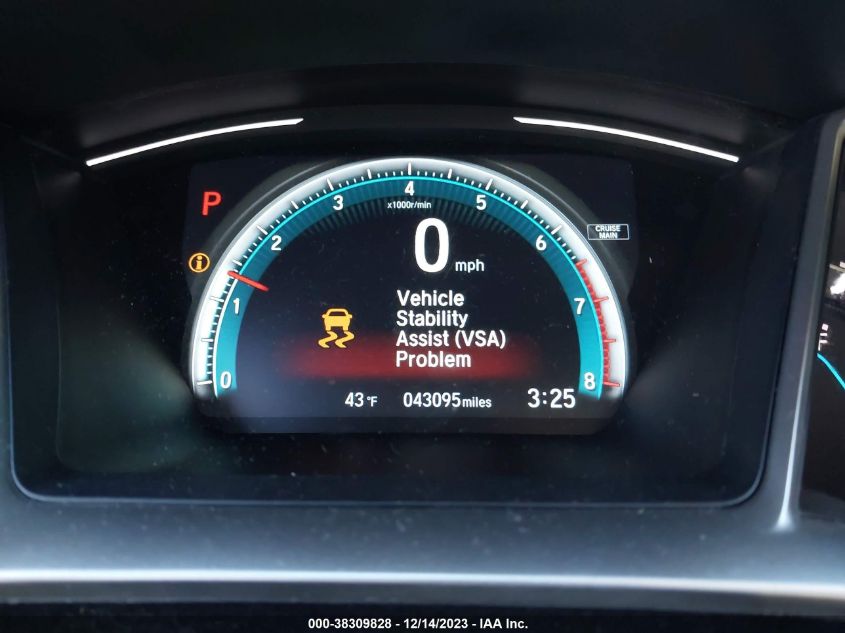 P
4
3
5
x1000r/min
2
6
0 mph
CRUISE
MAIN
i
1
7
Vehicle
Stability
Assist (VSA)
Problem
0
8
43 °F
043095 miles
3:25
000-38309828 - 12/14/2023 - IAA Inc.